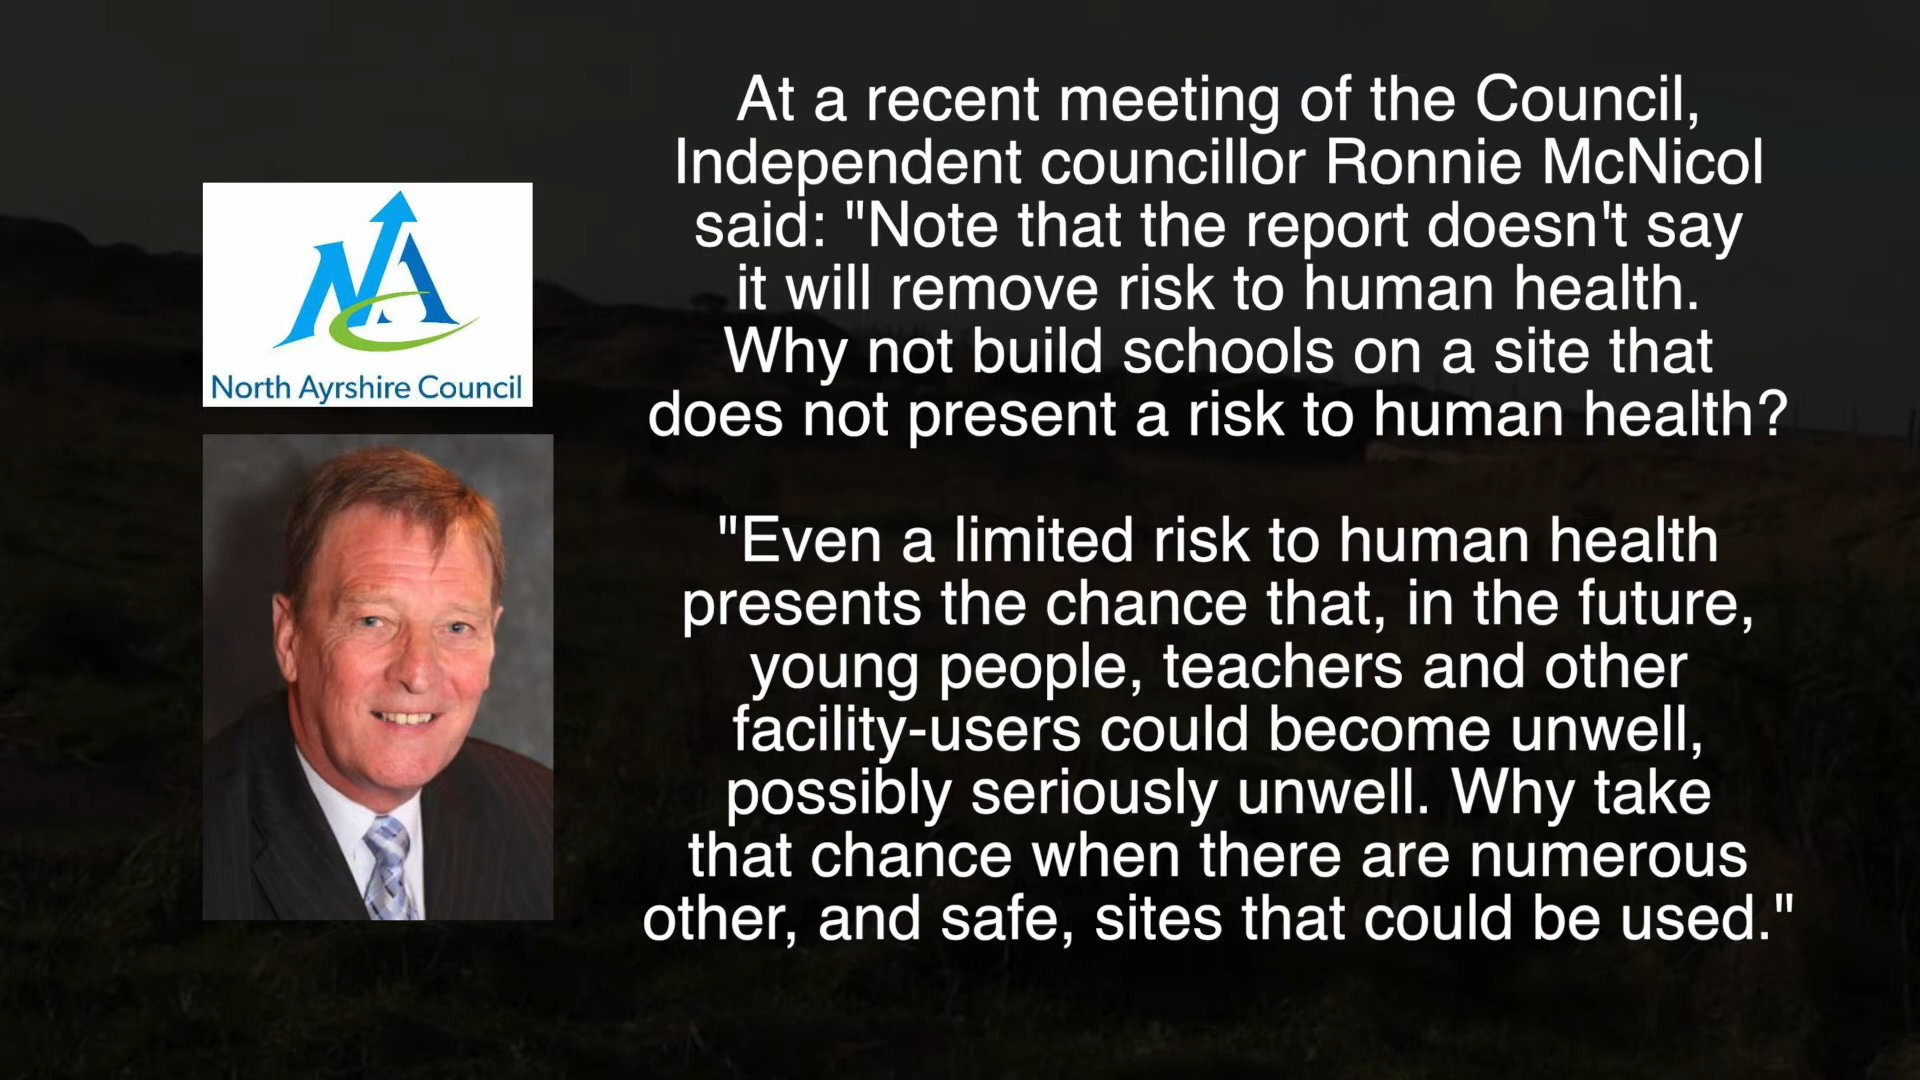 North Ayrshire Council
At a recent meeting of the Council,
Independent councillor Ronnie McNicol
said: "Note that the report doesn't say
it will remove risk to human health.
Why not build schools on a site that
does not present a risk to human health?
"Even a limited risk to human health
presents the chance that, in the future,
young people, teachers and other
facility-users could become unwell,
possibly seriously unwell. Why take
that chance when there are numerous
other, and safe, sites that could be used."